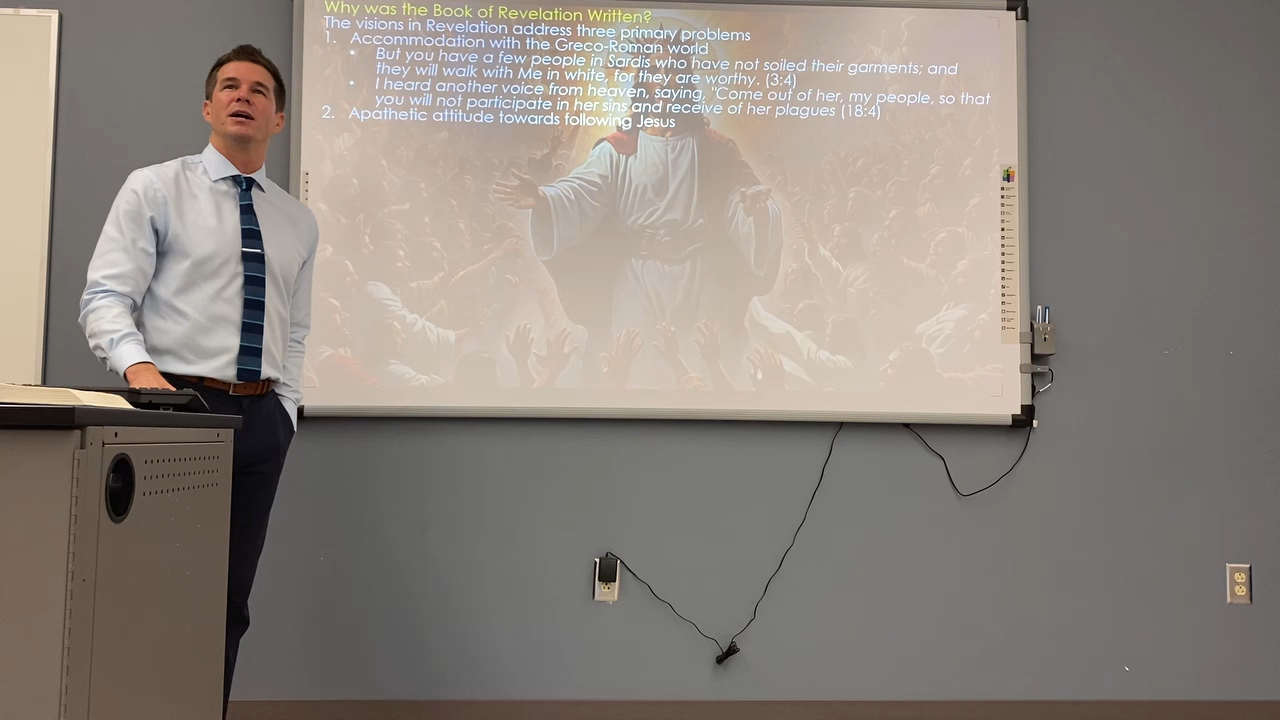 Why was the Book of Revelation Written?
The visions in Revelation address three primary problems
1. Accommodation with the Greco-Roman world
• But you have a few people in Sardis who have not soiled their garments; and
they will walk with Me in white, for they are worthy. (3:4)
• I heard another voice from heaven, saying, "Come out of her, my people, so that
you will not participate in her sins and receive of her plagues (18:4)
2. Apathetic attitude towards following Jesus